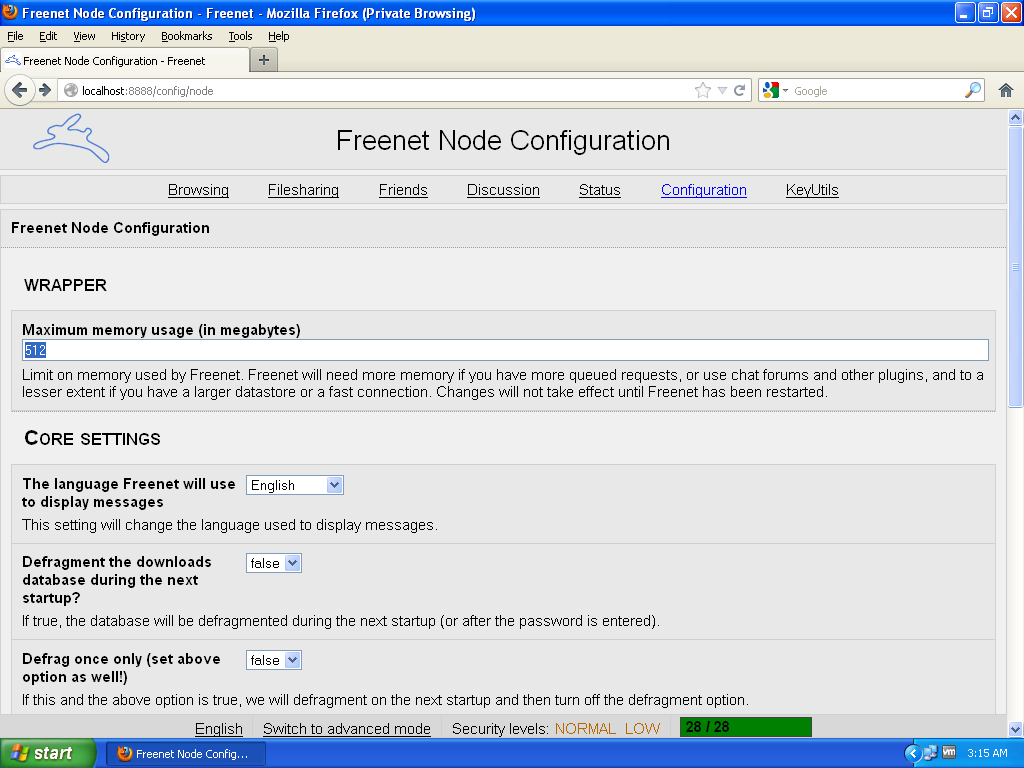 Freenet Node Configuration - Freenet - Mozilla Firefox (Private Browsing)
File Edit View History Bookmarks Tools Help
Freenet Node Configuration - Freenet
localhost:8888/config/node
Google
Freenet Node Configuration
Browsing Filesharing Friends Discussion Status Configuration KeyUtils
Freenet Node Configuration
WRAPPER
Maximum memory usage (in megabytes)
512
Limit on memory used by Freenet. Freenet will need more memory if you have more queued requests, or use chat forums and other plugins, and to a
lesser extent if you have a larger datastore or a fast connection. Changes will not take effect until Freenet has been restarted.
CORE SETTINGS
The language Freenet will use
to display messages
English
This setting will change the language used to display messages.
Defragment the downloads
database during the next
startup?
false
If true, the database will be defragmented during the next startup (or after the password is entered).
Defrag once only (set above
option as well!)
false
If this and the above option is true, we will defragment on the next startup and then turn off the defragment option.
English Switch to advanced mode Security levels: NORMAL LOW 28 / 28
start Freenet Node Config... 3:15 AM